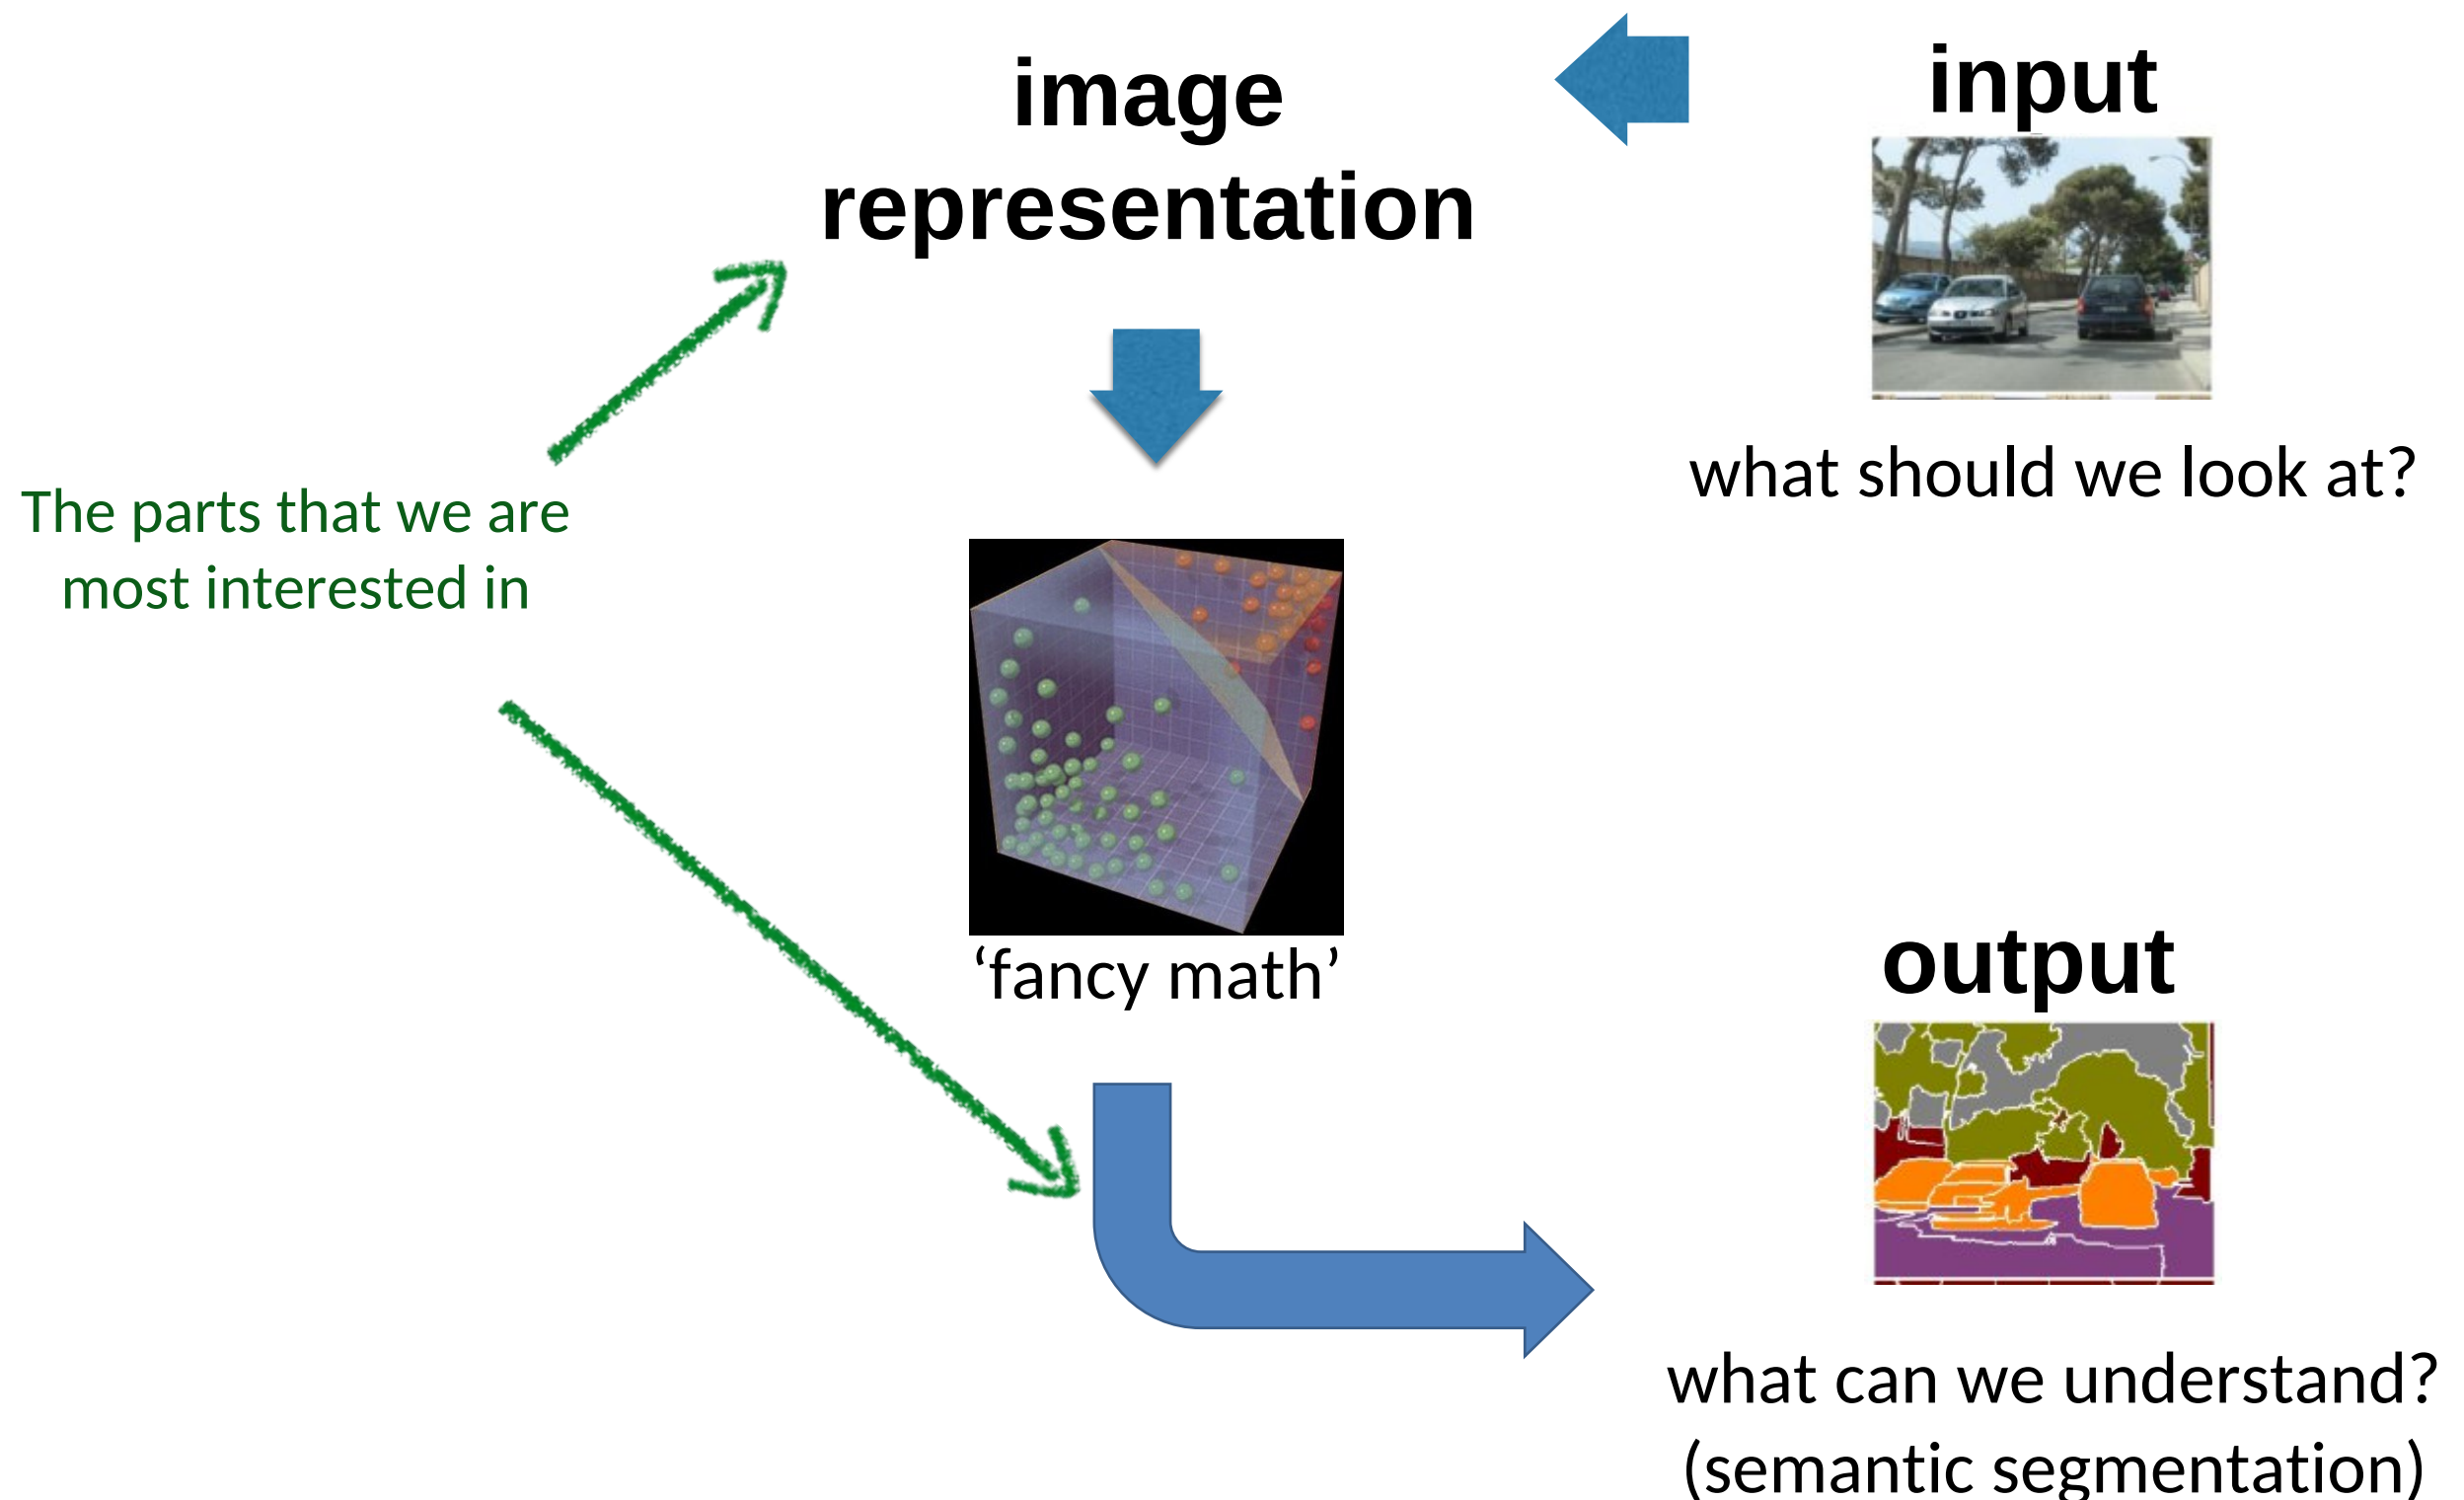 image
representation
input
what should we look at?
The parts that we are
most interested in
‘fancy math’
output
what can we understand?
(semantic segmentation)